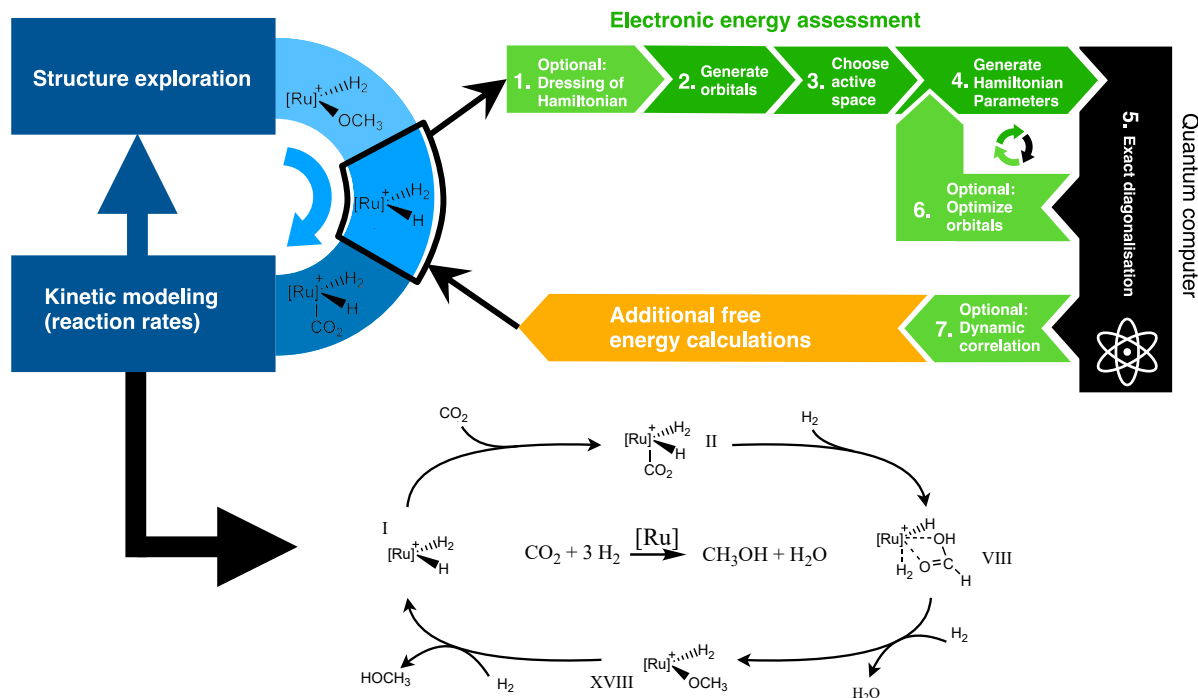 Electronic energy assessment
Structure exploration
[Ru]+ H2
OCH3
1. Optional:
Dressing of
Hamiltonian
2. Generate
orbitals
3. Choose
active
space
4. Generate
Hamiltonian
Parameters
5. Exact diagonalisation
Quantum computer
[Ru]+ H2
H
6. Optional:
Optimize
orbitals
Kinetic modeling
(reaction rates)
[Ru]+ H2
H
CO2
Additional free
energy calculations
7. Optional:
Dynamic
correlation
CO2
[Ru]+ H2
H
CO2
II
H2
I
[Ru]+ H2
H
CO2 + 3 H2 [Ru] CH3OH + H2O
[Ru]+ H
OH
H2
O C
H
VIII
HOCH3
H2
XVIII
[Ru]+ H2
OCH3
H2
H2O